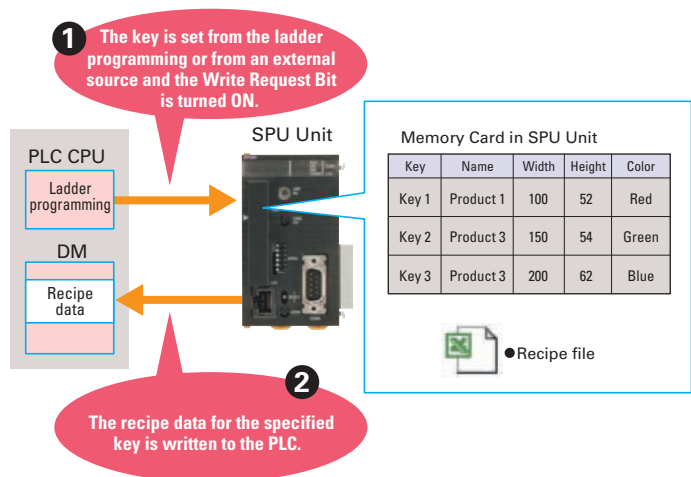 1
The key is set from the ladder
programming or from an external
source and the Write Request Bit
is turned ON.
SPU Unit
PLC CPU
Ladder
programming
DM
Recipe
data
Memory Card in SPU Unit
Key Name Width Height Color
Key 1 Product 1 100 52 Red
Key 2 Product 3 150 54 Green
Key 3 Product 3 200 62 Blue
●Recipe file
2
The recipe data for the specified
key is written to the PLC.